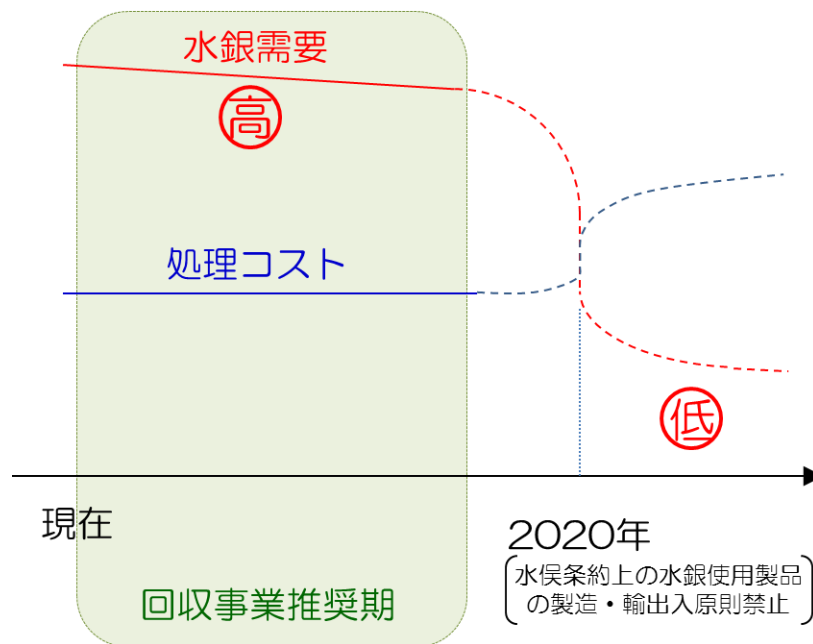 水銀需要
高
処理コスト
低
現在
2020年
水俣条約上の水銀使用製品
の製造・輸出入原則禁止
回収事業推奨期